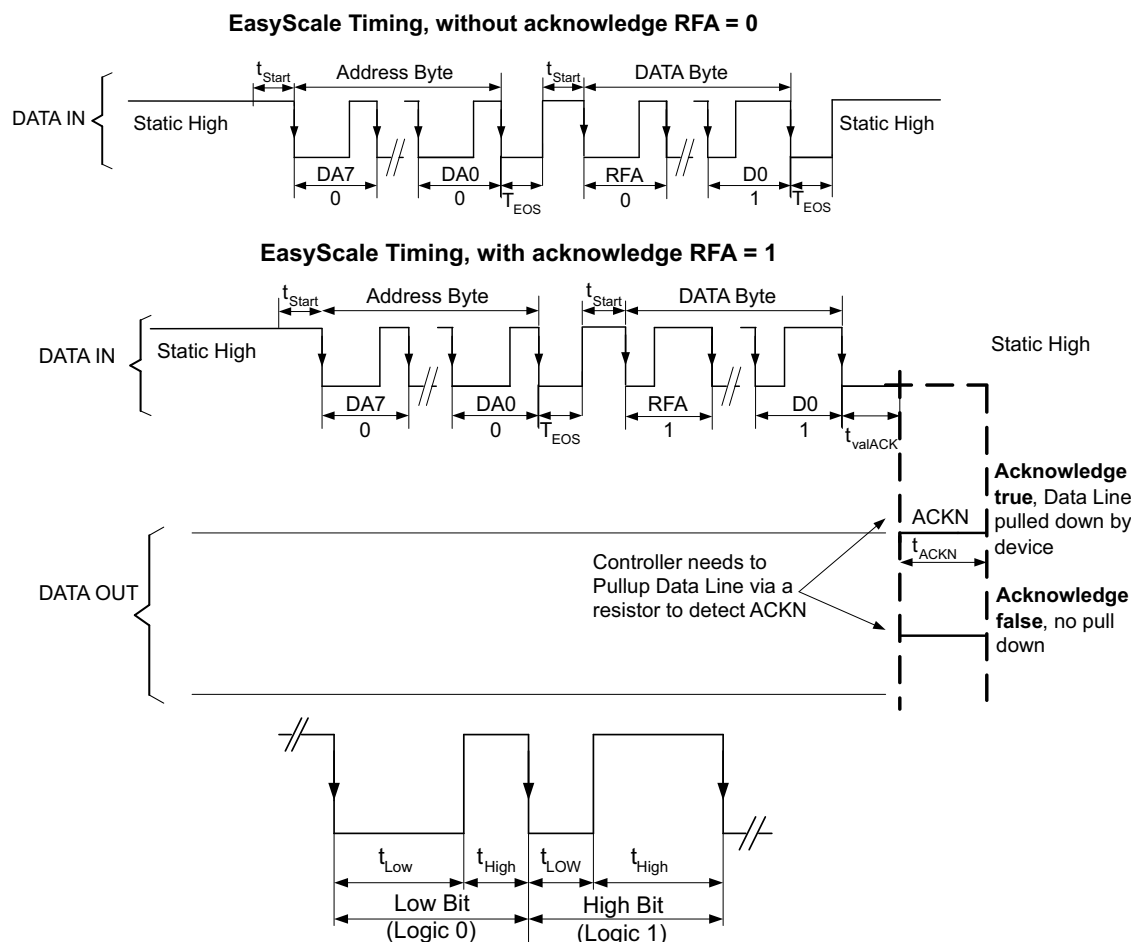 EasyScale Timing, without acknowledge RFA = 0
tStart
Address Byte
tStart
DATA Byte
DATA IN
Static High
Static High
DA7
0
DA0
0
TEOS
RFA
0
D0
1
TEOS
EasyScale Timing, with acknowledge RFA = 1
tStart
Address Byte
tStart
DATA Byte
DATA IN
Static High
Static High
DA7
0
DA0
0
TEOS
RFA
1
D0
1
tvalACK
Acknowledge
true, Data Line
pulled down by
device
ACKN
tACKN
Controller needs to
Pullup Data Line via a
resistor to detect ACKN
DATA OUT
Acknowledge
false, no pull
down
tLow
tHigh
tLOW
tHigh
Low Bit
(Logic 0)
High Bit
(Logic 1)